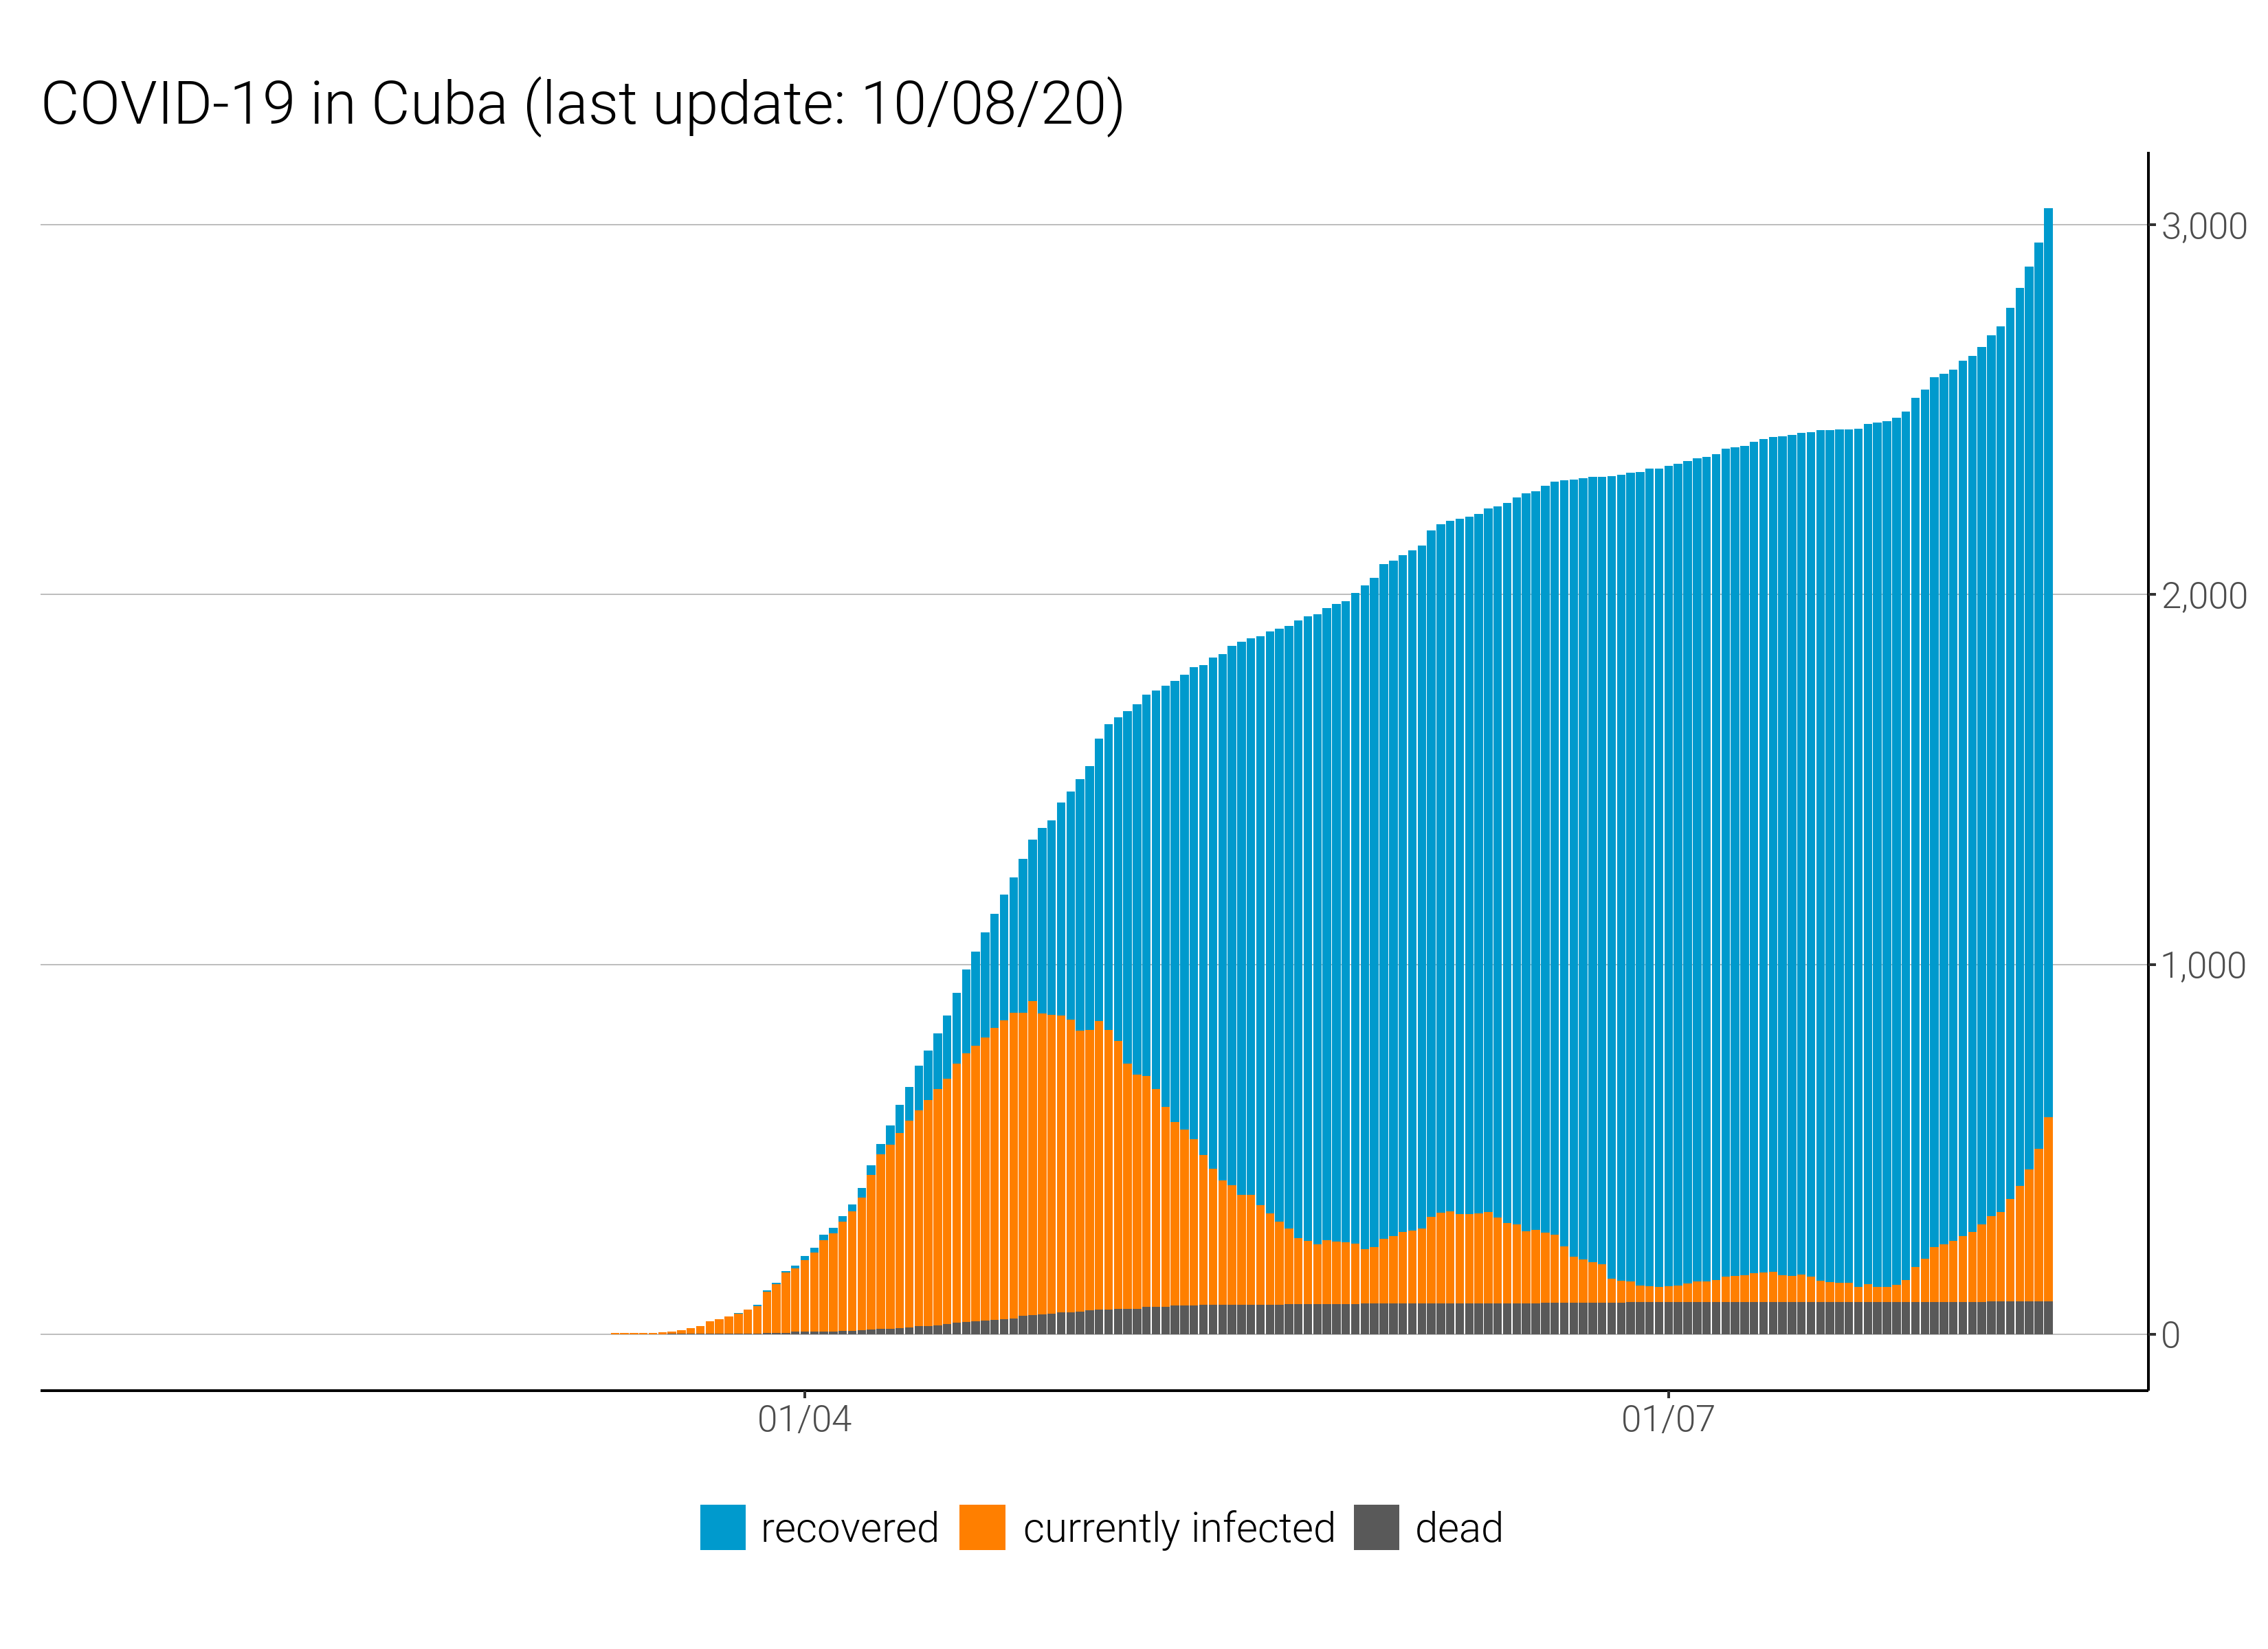 COVID-19 in Cuba (last update: 10/08/20)
3,000
2,000
1,000
0
01/04 01/07
recovered currently infected dead